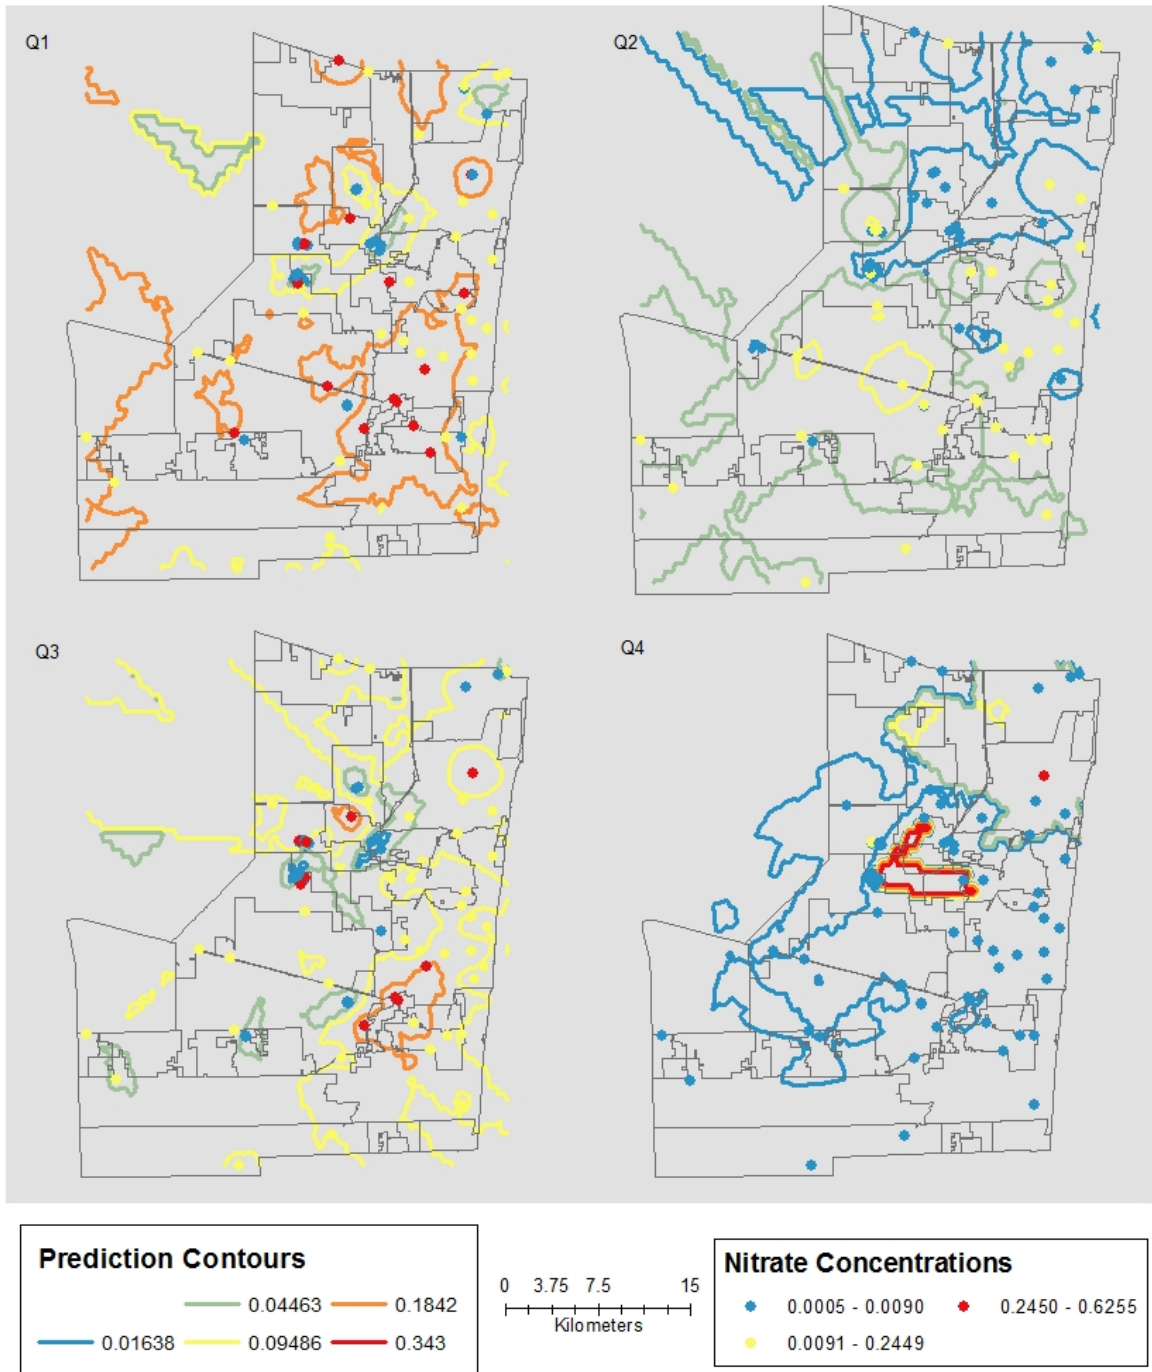 Q1
Q2
Q3
Q4
Prediction Contours
0.04463 0.1842
0.01638 0.09486 0.343
0 3.75 7.5 15
Kilometers
Nitrate Concentrations
0.0005 - 0.0090 0.2450 - 0.6255
0.0091 - 0.2449